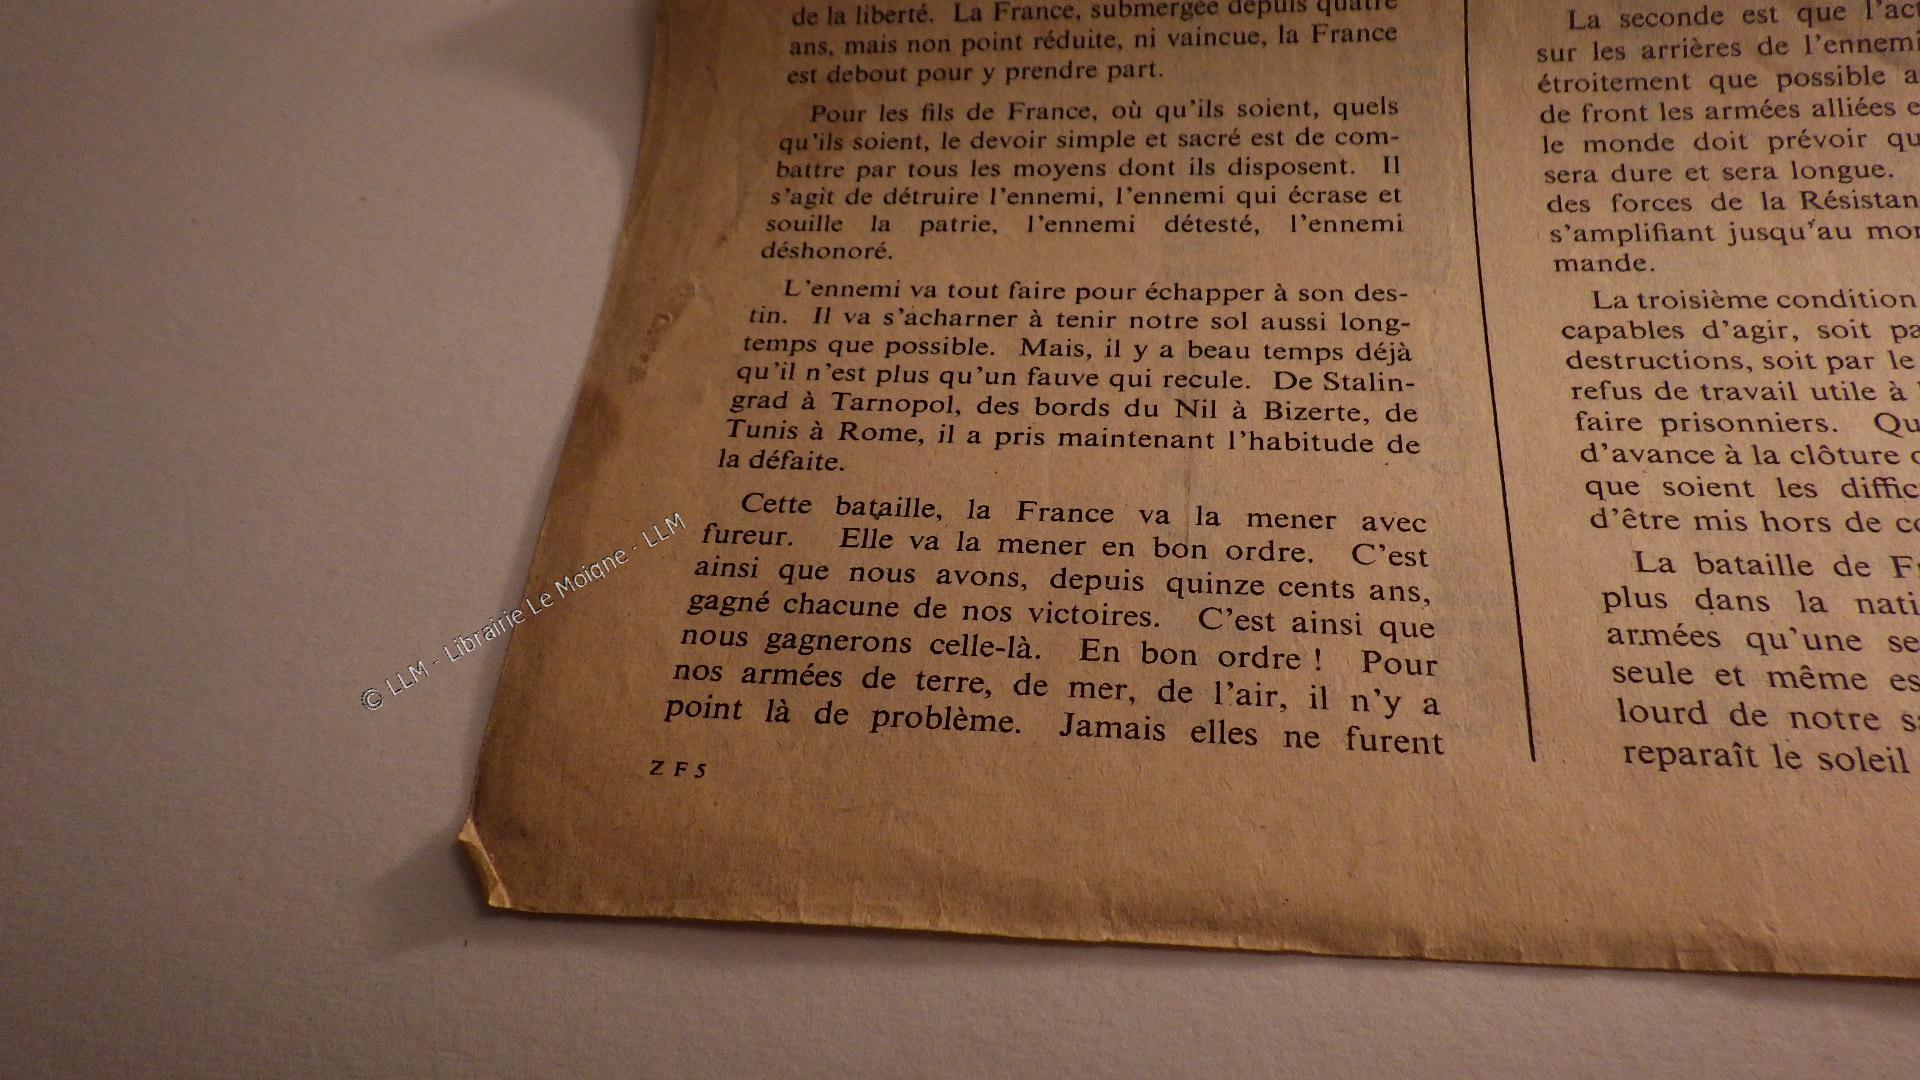 de la liberté. La France, submergée depuis quatre
ans, mais non point réduite, ni vaincue, la France
est debout pour y prendre part.
Pour les fils de France, où qu'ils soient, quels
qu'ils soient, le devoir simple et sacré est de com-
battre par tous les moyens dont ils disposent. Il
s'agit de détruire l'ennemi, l'ennemi qui écrase et
souille la patrie, l'ennemi détesté, l'ennemi
déshonoré.
L'ennemi va tout faire pour échapper à son des-
tin. Il va s'acharner à tenir notre sol aussi long-
temps que possible. Mais, il y a beau temps déjà
qu'il n'est plus qu'un fauve qui recule. De Stalin-
grad à Tarnopol, des bords du Nil à Bizerte, de
Tunis à Rome, il a pris maintenant l'habitude de
la défaite.
Cette bataille, la France va la mener avec
fureur. Elle va la mener en bon ordre. C'est
ainsi que nous avons, depuis quinze cents ans,
gagné chacune de nos victoires. C'est ainsi que
nous gagnerons celle-là. En bon ordre ! Pour
nos armées de terre, de mer, de l'air, il n'y a
point là de problème. Jamais elles ne furent
Z F 5
La seconde est que
sur les arrières de l'ennemi
étroitement que possible
de front les armées alliées
le monde doit prévoir
sera dure et sera longue.
des forces de la
s'amplifiant jusqu'au
mande.
La troisième condition
capables d'agir, soit
destructions, soit par le
refus de travail utile à
faire prisonniers.
d'avance à la clôture
que soient les
d'être mis hors de
La bataille de
plus dans la
armées qu'une
seule et même
lourd de notre
reparaît le soleil
© LLM - Librairie Le Moigne - LLM